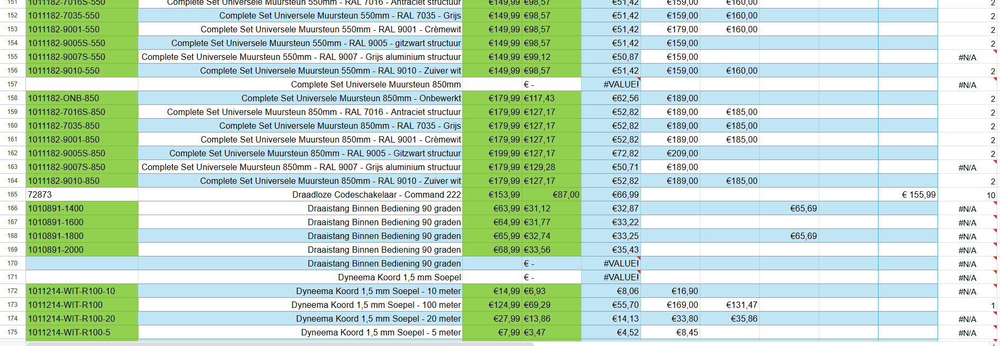 151 1011182-7016S-550 Complete Set Universele Muursteun 550mm - RAL 7016 - Antraciet structuur €149,99 €98,57 €51,42 €159,00 €160,00 2
152 1011182-7035-550 Complete Set Universele Muursteun 550mm - RAL 7035 - Grijs €149,99 €98,57 €51,42 €159,00 €160,00 2
153 1011182-9001-550 Complete Set Universele Muursteun 550mm - RAL 9001 - Crèmewit €149,99 €98,57 €51,42 €179,00 €160,00 2
154 1011182-9005S-550 Complete Set Universele Muursteun 550mm - RAL 9005 - gitzwart structuur €149,99 €98,57 €51,42 €159,00 2
155 1011182-9007S-550 Complete Set Universele Muursteun 550mm - RAL 9007 - Grijs aluminium structuur €149,99 €99,12 €50,87 €159,00 #N/A
156 1011182-9010-550 Complete Set Universele Muursteun 550mm - RAL 9010 - Zuiver wit €149,99 €98,57 €51,42 €159,00 €160,00 2
157 Complete Set Universele Muursteun 850mm € - #VALUE! #N/A
158 1011182-ONB-850 Complete Set Universele Muursteun 850mm - Onbewerkt €179,99 €117,43 €62,56 €189,00 2
159 1011182-7016S-850 Complete Set Universele Muursteun 850mm - RAL 7016 - Antraciet structuur €179,99 €127,17 €52,82 €189,00 €185,00 2
160 1011182-7035-850 Complete Set Universele Muursteun 850mm - RAL 7035 - Grijs €179,99 €127,17 €52,82 €189,00 €185,00 2
161 1011182-9001-850 Complete Set Universele Muursteun 850mm - RAL 9001 - Crèmewit €179,99 €127,17 €52,82 €189,00 €185,00 2
162 1011182-9005S-850 Complete Set Universele Muursteun 850mm - RAL 9005 - Gitzwart structuur €199,99 €127,17 €72,82 €209,00 2
163 1011182-9007S-850 Complete Set Universele Muursteun 850mm - RAL 9007 - Grijs aluminium structuur €179,99 €129,28 €50,71 €189,00 #N/A
164 1011182-9010-850 Complete Set Universele Muursteun 850mm - RAL 9010 - Zuiver wit €179,99 €127,17 €52,82 €189,00 €185,00 2
165 72873 Draadloze Codeschakelaar - Command 222 €153,99 €87,00 €66,99 € 155,99 10
166 1010891-1400 Draaistang Binnen Bediening 90 graden €63,99 €31,12 €32,87 €65,69 #N/A
167 1010891-1600 Draaistang Binnen Bediening 90 graden €64,99 €31,77 €33,22 #N/A
168 1010891-1800 Draaistang Binnen Bediening 90 graden €65,99 €32,74 €33,25 €65,69 #N/A
169 1010891-2000 Draaistang Binnen Bediening 90 graden €68,99 €33,56 €35,43 #N/A
170 Draaistang Binnen Bediening 90 graden € - #VALUE! #N/A
171 Dyneema Koord 1,5 mm Soepel € - #VALUE! #N/A
172 1011214-WIT-R100-10 Dyneema Koord 1,5 mm Soepel - 10 meter €14,99 €6,93 €8,06 €16,90 #N/A
173 1011214-WIT-R100 Dyneema Koord 1,5 mm Soepel - 100 meter €124,99 €69,29 €55,70 €169,00 €131,47 1
174 1011214-WIT-R100-20 Dyneema Koord 1,5 mm Soepel - 20 meter €27,99 €13,86 €14,13 €33,80 €35,86 #N/A
175 1011214-WIT-R100-5 Dyneema Koord 1,5 mm Soepel - 5 meter €7,99 €3,47 €4,52 €8,45 #N/A